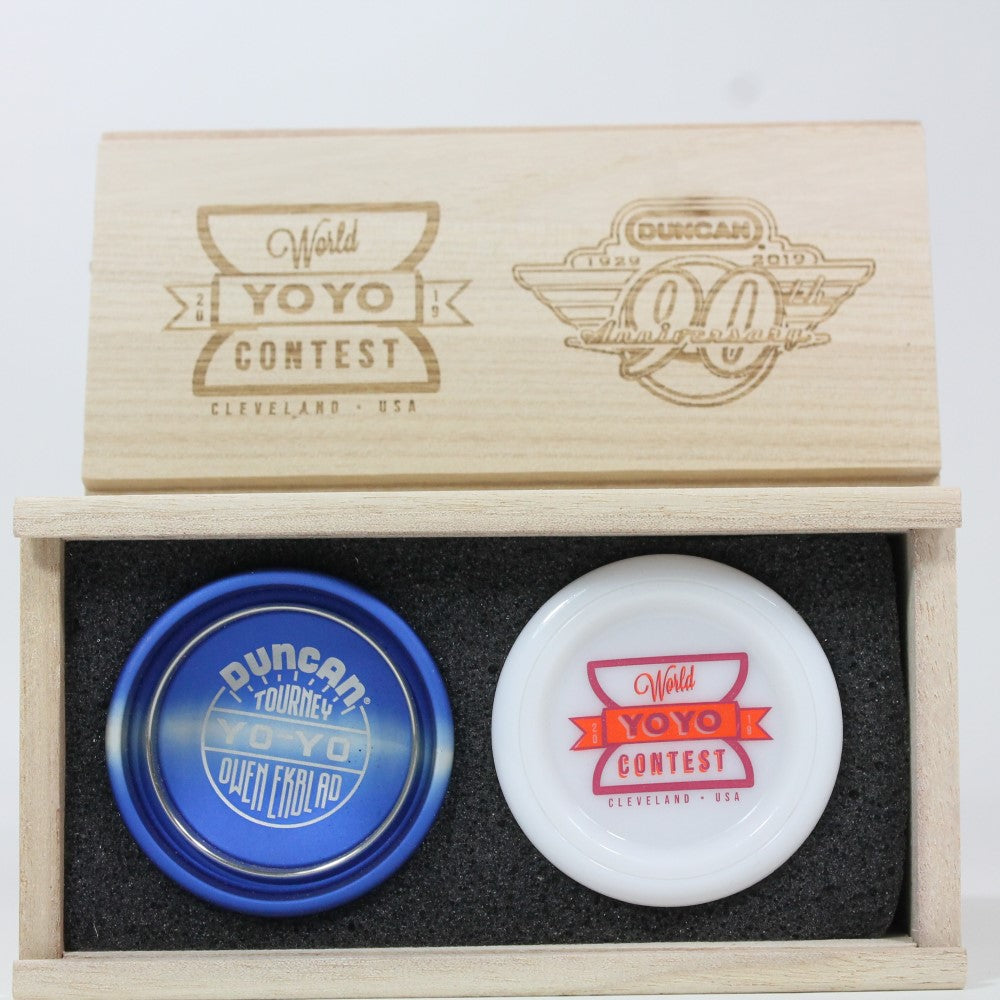 World
20 YOYO 19
CONTEST
CLEVELAND • USA
DUNCAN®
1929 2019
90th
Anniversary
DUNCAN®
TOURNEY
YO-YO
OWEN EKBLAD
World
20 YOYO 19
CONTEST
CLEVELAND • USA